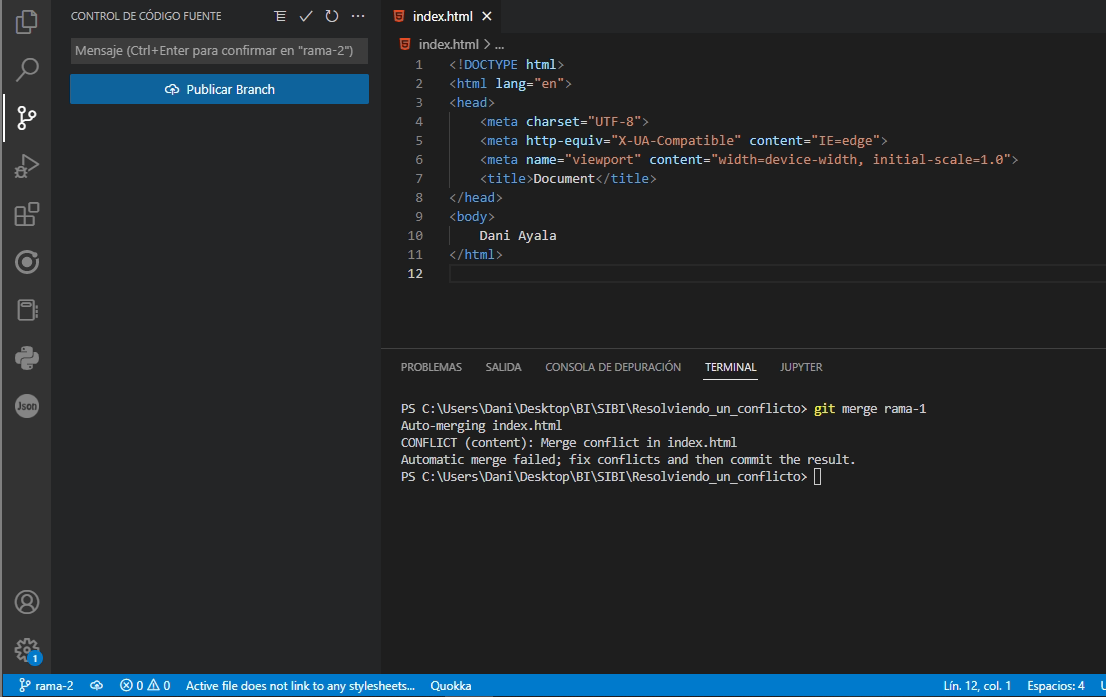 CONTROL DE CÓDIGO FUENTE
Mensaje (Ctrl+Enter para confirmar en "rama-2")
Publicar Branch
Json
1
index.html
index.html > ...
1 <!DOCTYPE html>
2 <html lang="en">
3 <head>
4 <meta charset="UTF-8">
5 <meta http-equiv="X-UA-Compatible" content="IE=edge">
6 <meta name="viewport" content="width=device-width, initial-scale=1.0">
7 <title>Document</title>
8 </head>
9 <body>
10 Dani Ayala
11 </html>
12
PROBLEMAS SALIDA CONSOLA DE DEPURACIÓN TERMINAL JUPYTER
PS C:\Users\Dani\Desktop\BI\SIBI\Resolviendo_un_conflicto> git merge rama-1
Auto-merging index.html
CONFLICT (content): Merge conflict in index.html
Automatic merge failed; fix conflicts and then commit the result.
PS C:\Users\Dani\Desktop\BI\SIBI\Resolviendo_un_conflicto>
rama-2 0 0 Active file does not link to any stylesheets... Quokka Lín. 12, col. 1 Espacios: 4